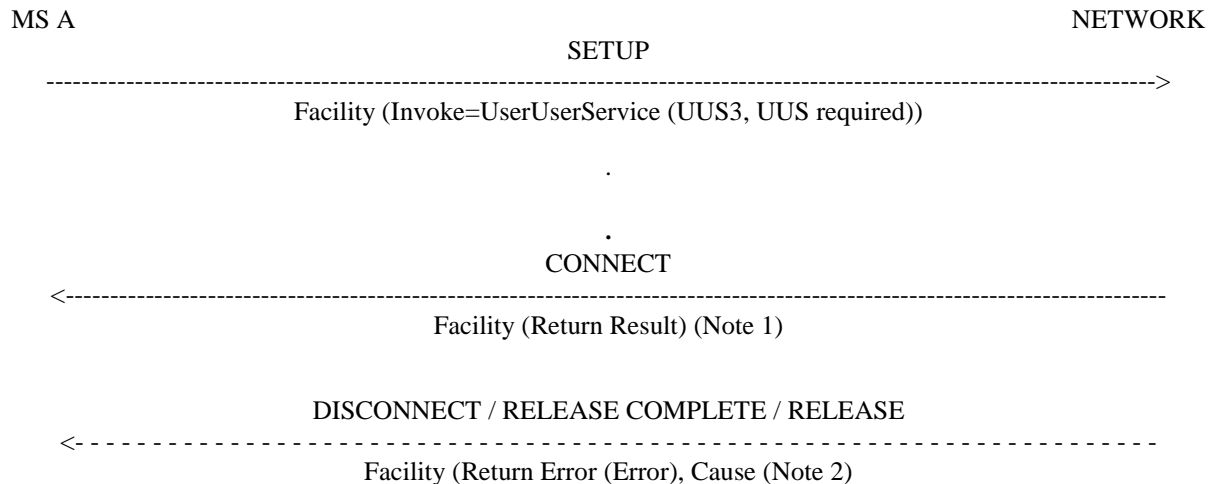 MS A NETWORK
SETUP
------------------------------------------------------------------------------------------------------------------------------>
Facility (Invoke=UserUserService (UUS3, UUS required))
.
.
CONNECT
<-----------------------------------------------------------------------------------------------------------------------------
Facility (Return Result) (Note 1)
DISCONNECT / RELEASE COMPLETE / RELEASE
<- - - - - - - - - - - - - - - - - - - - - - - - - - - - - - - - - - - - - - - - - - - - - - - - - - - - - - - - - - - - - - - - - - - - - -
Facility (Return Error (Error), Cause (Note 2)